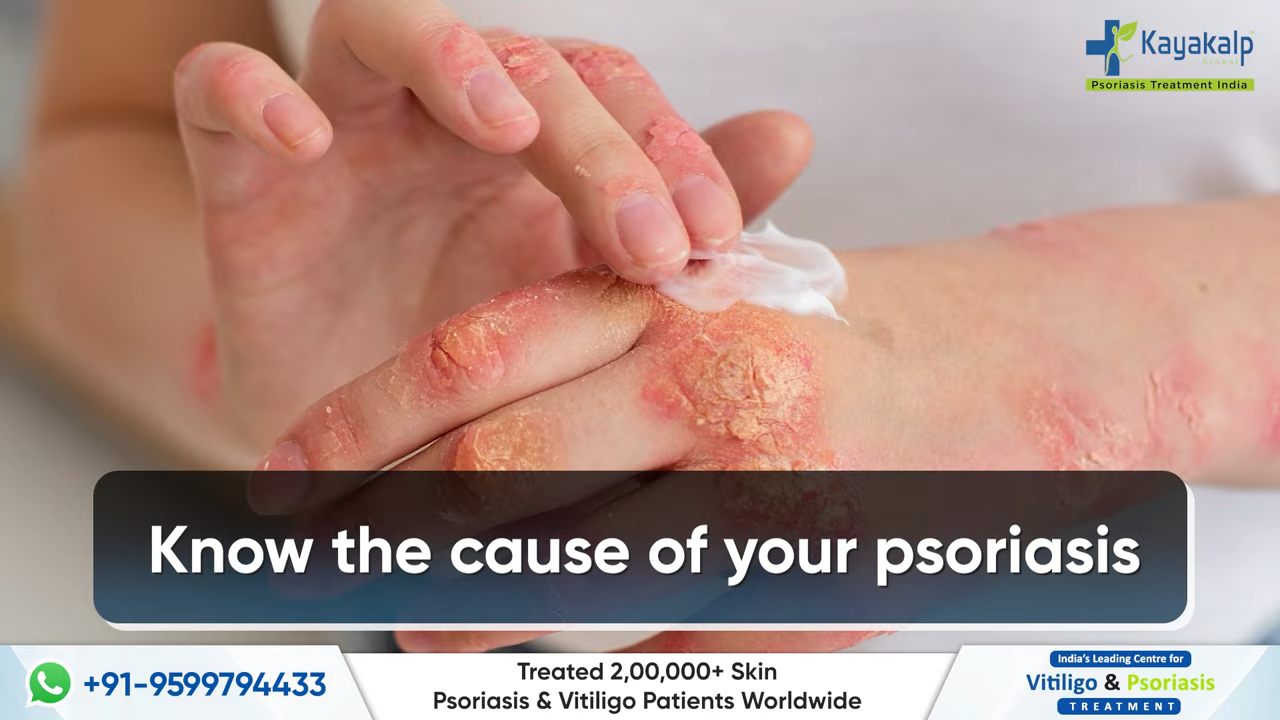 Kayakalp
Global
Psoriasis Treatment India
Know the cause of your psoriasis
+91-9599794433
Treated 2,00,000+ Skin
Psoriasis & Vitiligo Patients Worldwide
India's Leading Centre for
Vitiligo & Psoriasis
TREATMENT